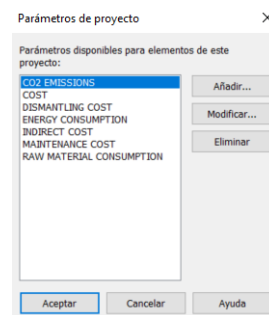 Parámetros de proyecto
Parámetros disponibles para elementos de este
proyecto:
CO2 EMISSIONS
COST
DISMANTLING COST
ENERGY CONSUMPTION
INDIRECT COST
MAINTENANCE COST
RAW MATERIAL CONSUMPTION
Añadir...
Modificar...
Eliminar
Aceptar
Cancelar
Ayuda